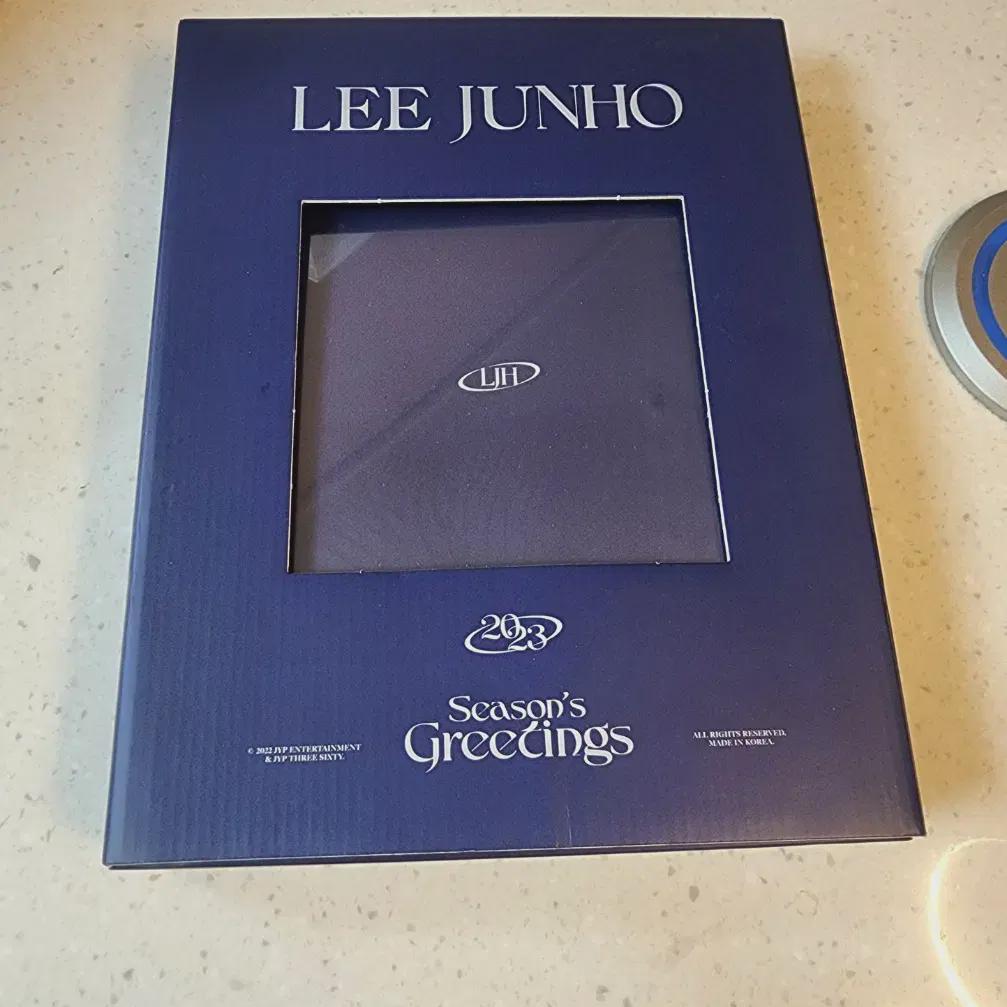 LEE JUNHO
LJH
2023
Season's
Greetings
© 2022 JYP ENTERTAINMENT
& JYP THREE SIXTY.
ALL RIGHTS RESERVED.
MADE IN KOREA.